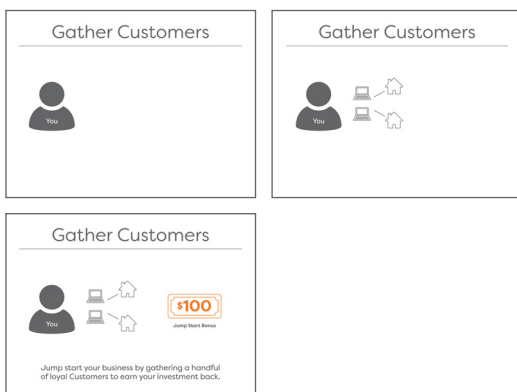 Gather Customers
You
Gather Customers
You
Gather Customers
You
$100
Jump Start Bonus
Jump start your business by gathering a handful
of loyal Customers to earn your investment back.